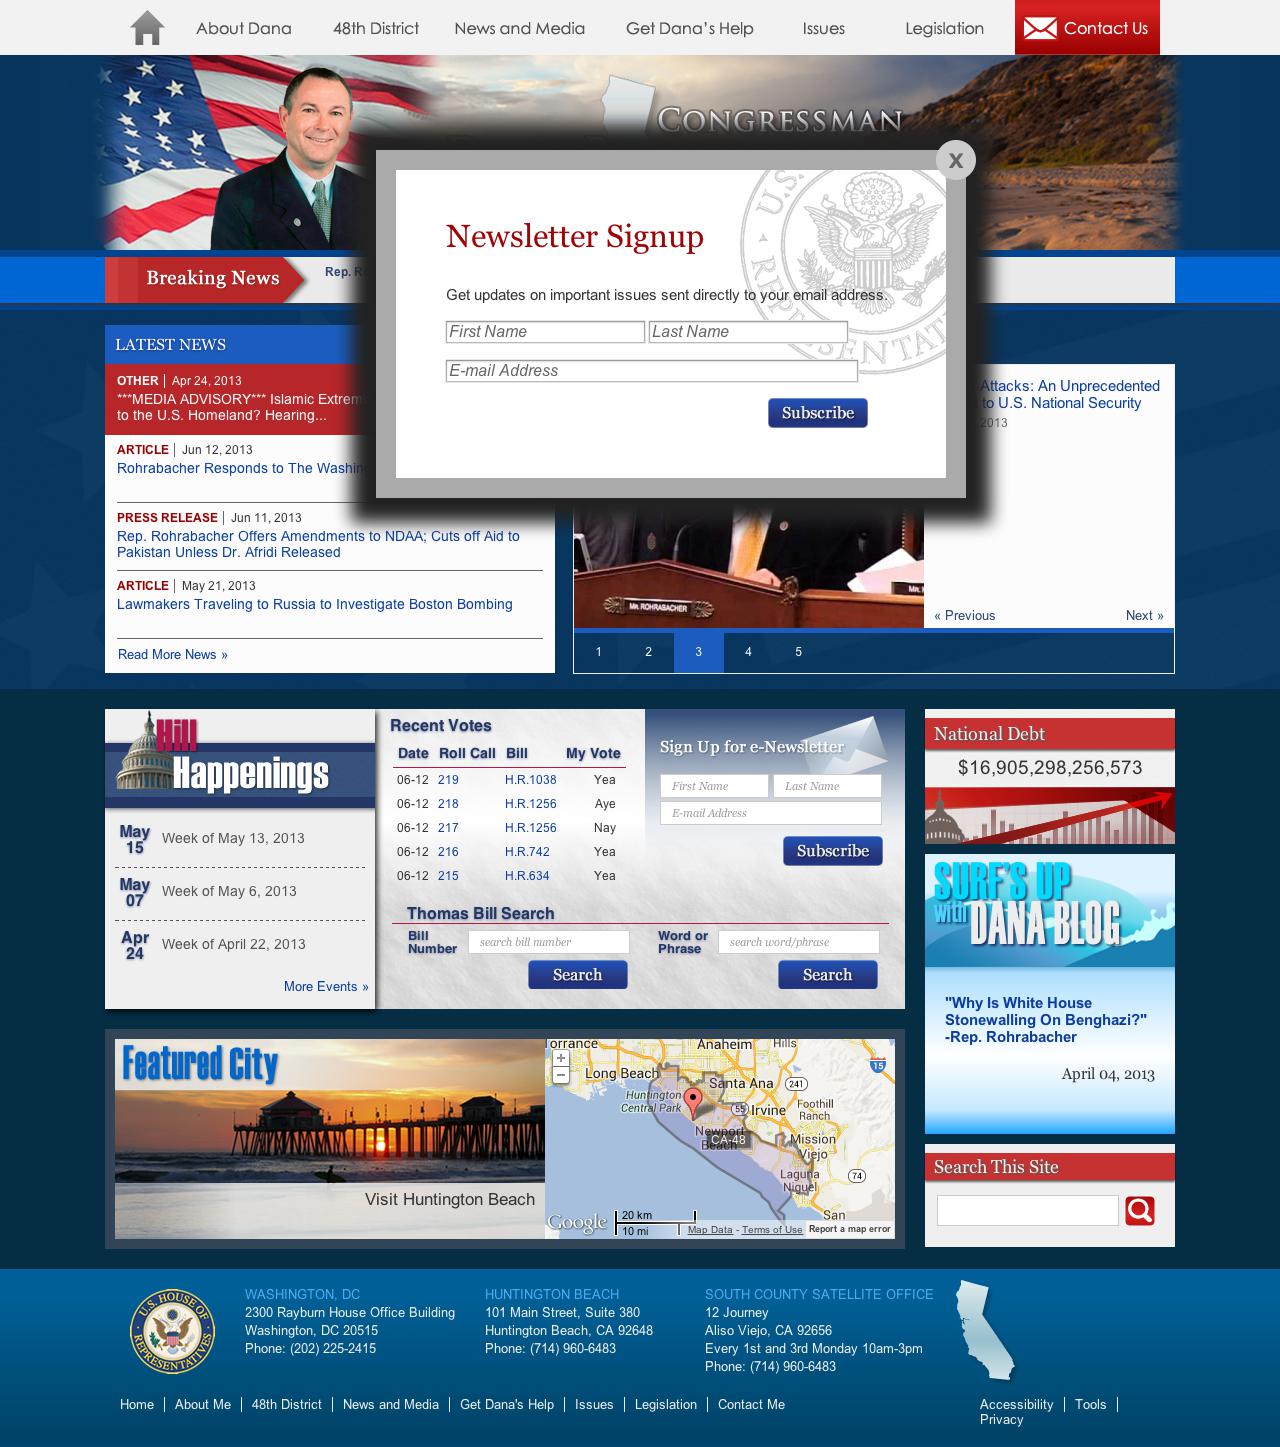 About Dana
48th District
News and Media
Get Dana's Help
Issues
Legislation
Contact Us
CONGRESSMAN
x
Newsletter Signup
Get updates on important issues sent directly to your email address.
First Name
Last Name
E-mail Address
Subscribe
Breaking News
Rep.
LATEST NEWS
OTHER | Apr 24, 2013
***MEDIA ADVISORY*** Islamic
to the U.S. Homeland? Hearing...
ARTICLE | Jun 12, 2013
Rohrabacher Responds to The
PRESS RELEASE | Jun 11, 2013
Rep. Rohrabacher Offers Amendments to NDAA; Cuts off Aid to
Pakistan Unless Dr. Afridi Released
ARTICLE | May 21, 2013
Lawmakers Traveling to Russia to Investigate Boston Bombing
Read More News »
Attacks: An Unprecedented
to U.S. National Security
2013
MR. ROHRABACHER
« Previous
Next »
1 2 3 4 5
Hill
Happenings
May
15
Week of May 13, 2013
May
07
Week of May 6, 2013
Apr
24
Week of April 22, 2013
More Events »
Recent Votes
Date Roll Call Bill My Vote
06-12 219 H.R.1038 Yea
06-12 218 H.R.1256 Aye
06-12 217 H.R.1256 Nay
06-12 216 H.R.742 Yea
06-12 215 H.R.634 Yea
Sign Up for e-Newsletter
First Name
Last Name
E-mail Address
Subscribe
Thomas Bill Search
Bill
Number
search bill number
Search
Word or
Phrase
search word/phrase
Search
National Debt
$16,905,298,256,573
SURF'S UP
with DANA BLOG
"Why Is White House
Stonewalling On Benghazi?"
-Rep. Rohrabacher
April 04, 2013
Search This Site
Featured City
Visit Huntington Beach
orrance
Anaheim
Hills
15
Long Beach
Santa Ana
241
Huntington
Central Park
55
Irvine
Foothill
Ranch
Newport
Beach
CA-48
Mission
Viejo
Laguna
Niguel
74
San
Google
20 km
10 mi
Map Data - Terms of Use
Report a map error
U.S. HOUSE OF
REPRESENTATIVES
WASHINGTON, DC
2300 Rayburn House Office Building
Washington, DC 20515
Phone: (202) 225-2415
HUNTINGTON BEACH
101 Main Street, Suite 380
Huntington Beach, CA 92648
Phone: (714) 960-6483
SOUTH COUNTY SATELLITE OFFICE
12 Journey
Aliso Viejo, CA 92656
Every 1st and 3rd Monday 10am-3pm
Phone: (714) 960-6483
Home | About Me | 48th District | News and Media | Get Dana's Help | Issues | Legislation | Contact Me
Accessibility | Tools |
Privacy